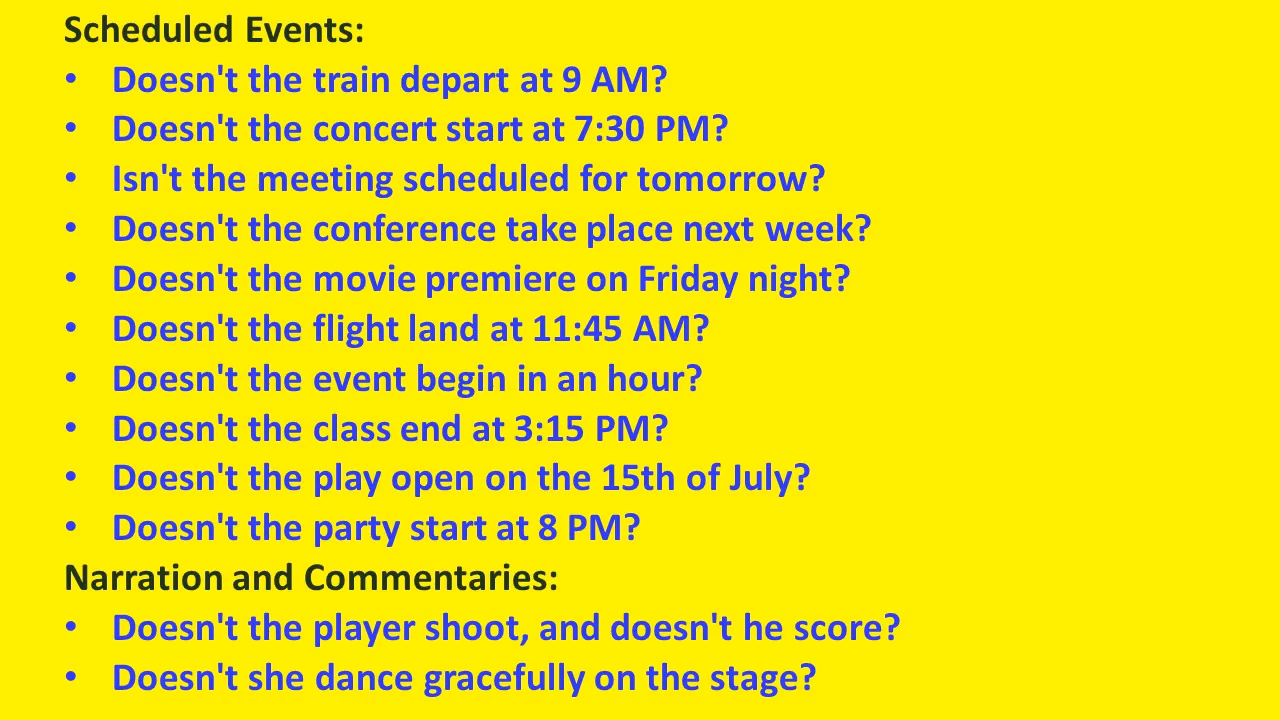 Scheduled Events:
• Doesn't the train depart at 9 AM?
• Doesn't the concert start at 7:30 PM?
• Isn't the meeting scheduled for tomorrow?
• Doesn't the conference take place next week?
• Doesn't the movie premiere on Friday night?
• Doesn't the flight land at 11:45 AM?
• Doesn't the event begin in an hour?
• Doesn't the class end at 3:15 PM?
• Doesn't the play open on the 15th of July?
• Doesn't the party start at 8 PM?
Narration and Commentaries:
• Doesn't the player shoot, and doesn't he score?
• Doesn't she dance gracefully on the stage?